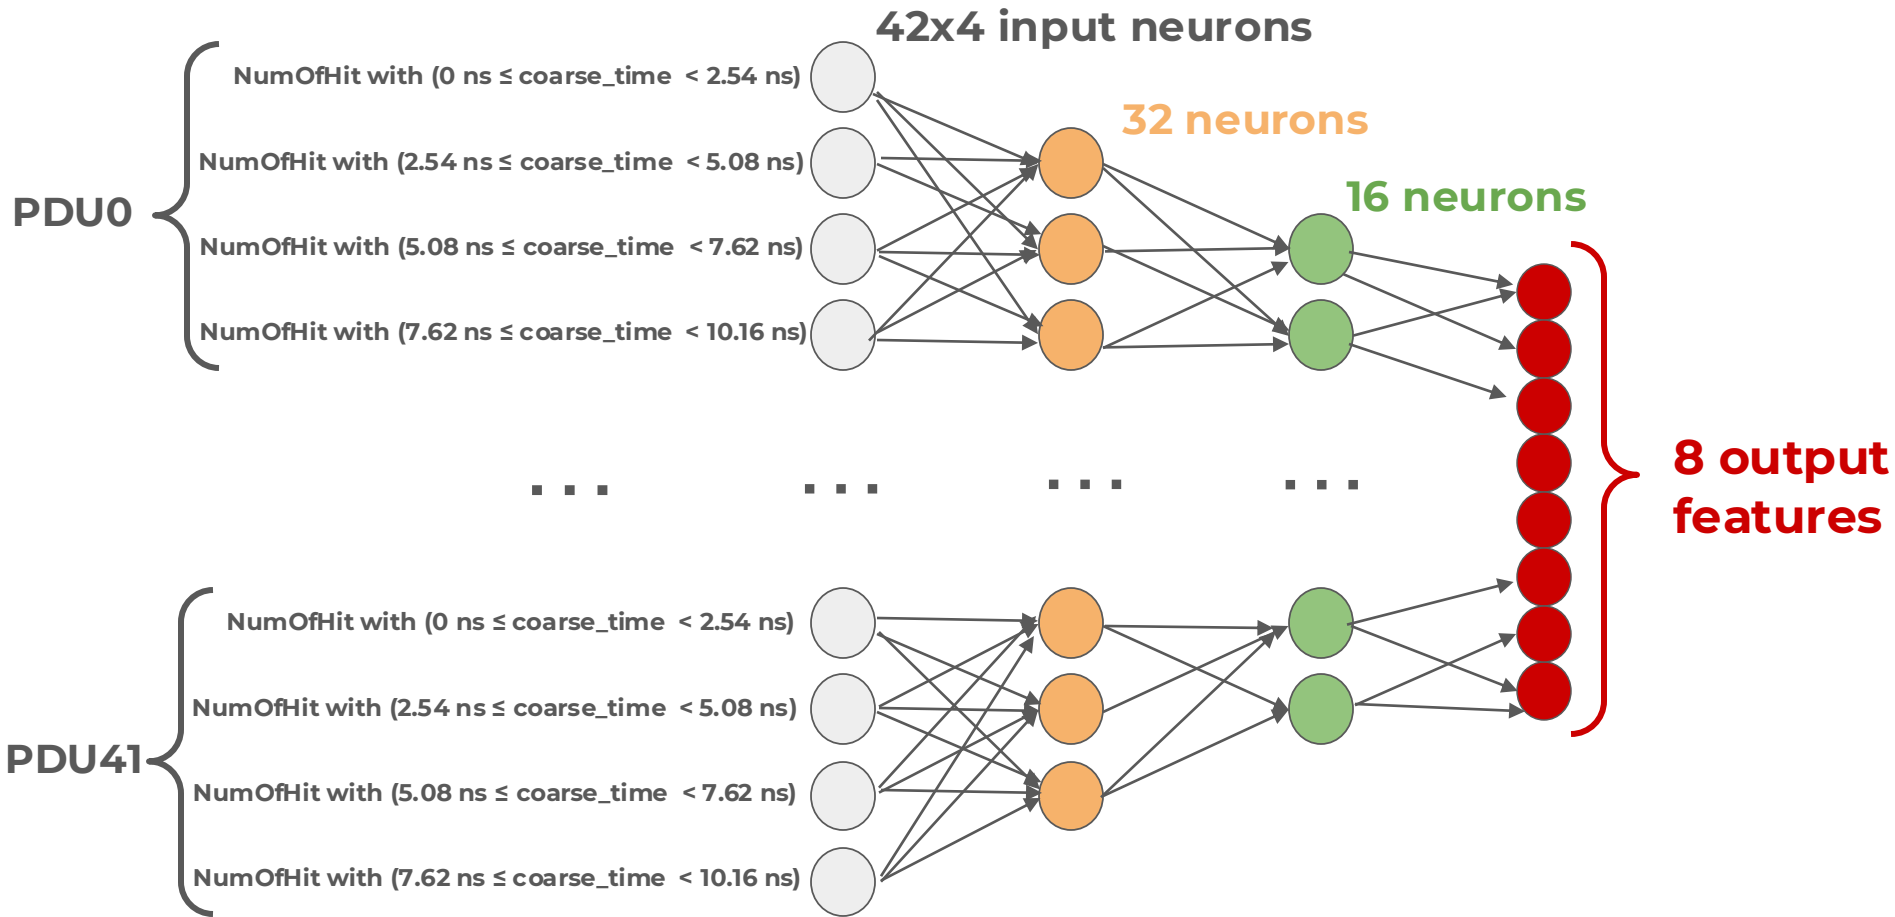 42x4 input neurons
NumOfHit with (0 ns ≤ coarse_time < 2.54 ns)
32 neurons
NumOfHit with (2.54 ns ≤ coarse_time < 5.08 ns)
16 neurons
PDU0
NumOfHit with (5.08 ns ≤ coarse_time < 7.62 ns)
NumOfHit with (7.62 ns ≤ coarse_time < 10.16 ns)
8 output
features
... ... ... ...
NumOfHit with (0 ns ≤ coarse_time < 2.54 ns)
NumOfHit with (2.54 ns ≤ coarse_time < 5.08 ns)
PDU41
NumOfHit with (5.08 ns ≤ coarse_time < 7.62 ns)
NumOfHit with (7.62 ns ≤ coarse_time < 10.16 ns)